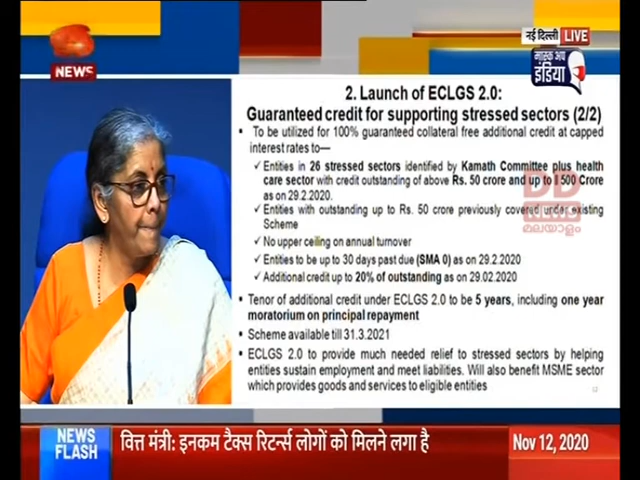 नई दिल्ली LIVE
NEWS
मास्क अप
इंडिया
2. Launch of ECLGS 2.0:
Guaranteed credit for supporting stressed sectors (2/2)
• To be utilized for 100% guaranteed collateral free additional credit at capped
interest rates to—
✓Entities in 26 stressed sectors identified by Kamath Committee plus health
care sector with credit outstanding of above Rs. 50 crore and up to 1500 Crore
as on 29.2.2020.
✓Entities with outstanding up to Rs. 50 crore previously covered under existing
Scheme
✓No upper ceiling on annual turnover
✓Entities to be up to 30 days past due (SMA 0) as on 29.2.2020
✓Additional credit up to 20% of outstanding as on 29.02.2020
• Tenor of additional credit under ECLGS 2.0 to be 5 years, including one year
moratorium on principal repayment
• Scheme available till 31.3.2021
• ECLGS 2.0 to provide much needed relief to stressed sectors by helping
entities sustain employment and meet liabilities. Will also benefit MSME sector
which provides goods and services to eligible entities
12
DD
NEWS
മലയാളം
NEWS
FLASH
वित्त मंत्री: इनकम टैक्स रिटर्न्स लोगों को मिलने लगा है
Nov 12, 2020